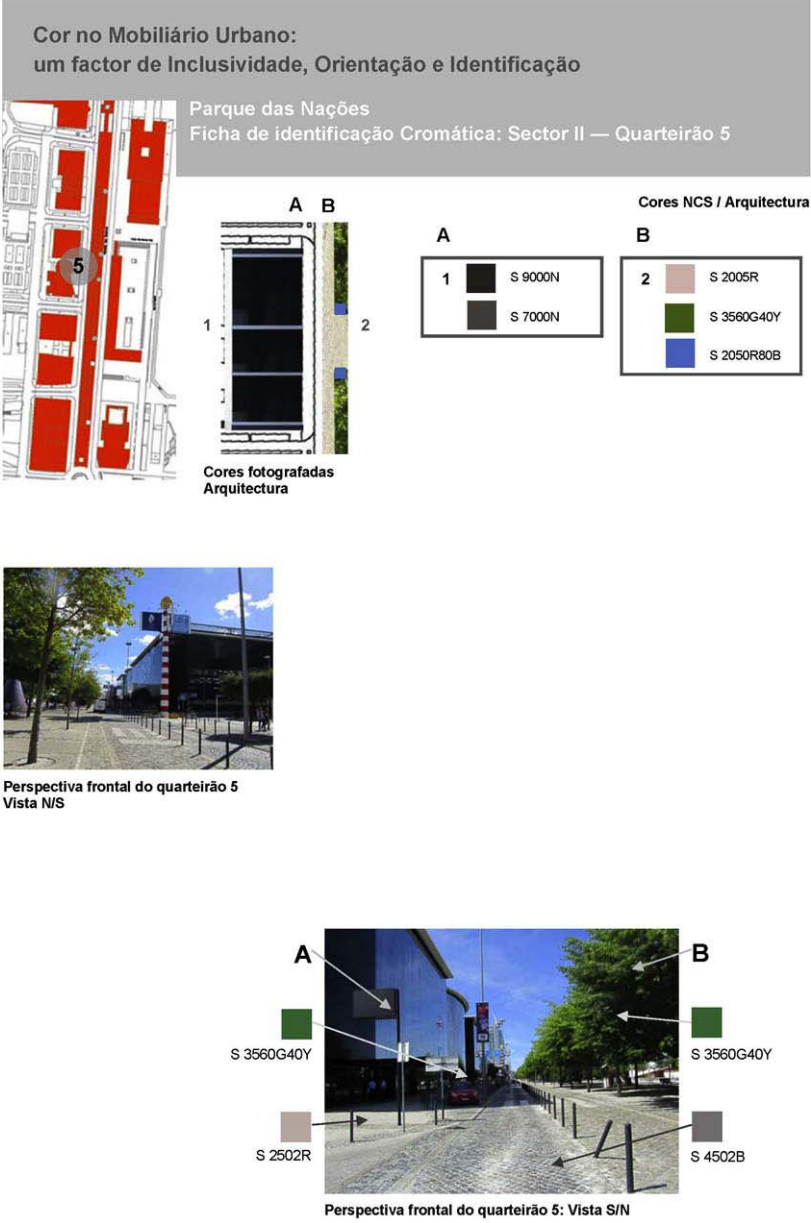 Cor no Mobiliário Urbano:
um factor de Inclusividade, Orientação e Identificação
Parque das Nações
Ficha de identificação Cromática: Sector II — Quarteirão 5
5
A B
1
2
Cores fotografadas
Arquitectura
Cores NCS / Arquitectura
A
1 S 9000N
S 7000N
B
2 S 2005R
S 3560G40Y
S 2050R80B
Perspectiva frontal do quarteirão 5
Vista N/S
A
B
S 3560G40Y
S 3560G40Y
S 2502R
S 4502B
Perspectiva frontal do quarteirão 5: Vista S/N